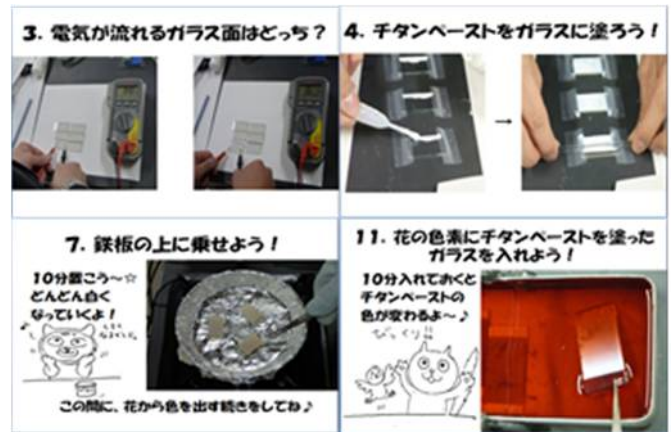 3. 電気が流れるガラス面はどっち？
4. チタンペーストをガラスに塗ろう！
→
7. 鉄板の上に乗せよう！
10分置こう〜☆
どんどん白く
なっていくよ！
この間に、花から色を出す続きをしてね♪
11. 花の色素にチタンペーストを塗った
ガラスを入れよう！
10分入れておくと
チタンペーストの
色が変わるよ〜♪
びっくり!!